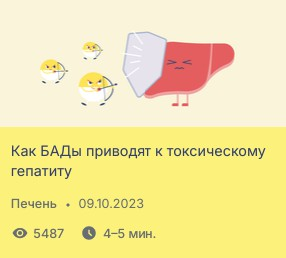 Как БАДы приводят к токсическому
гепатиту
Печень • 09.10.2023
5487 4–5 мин.